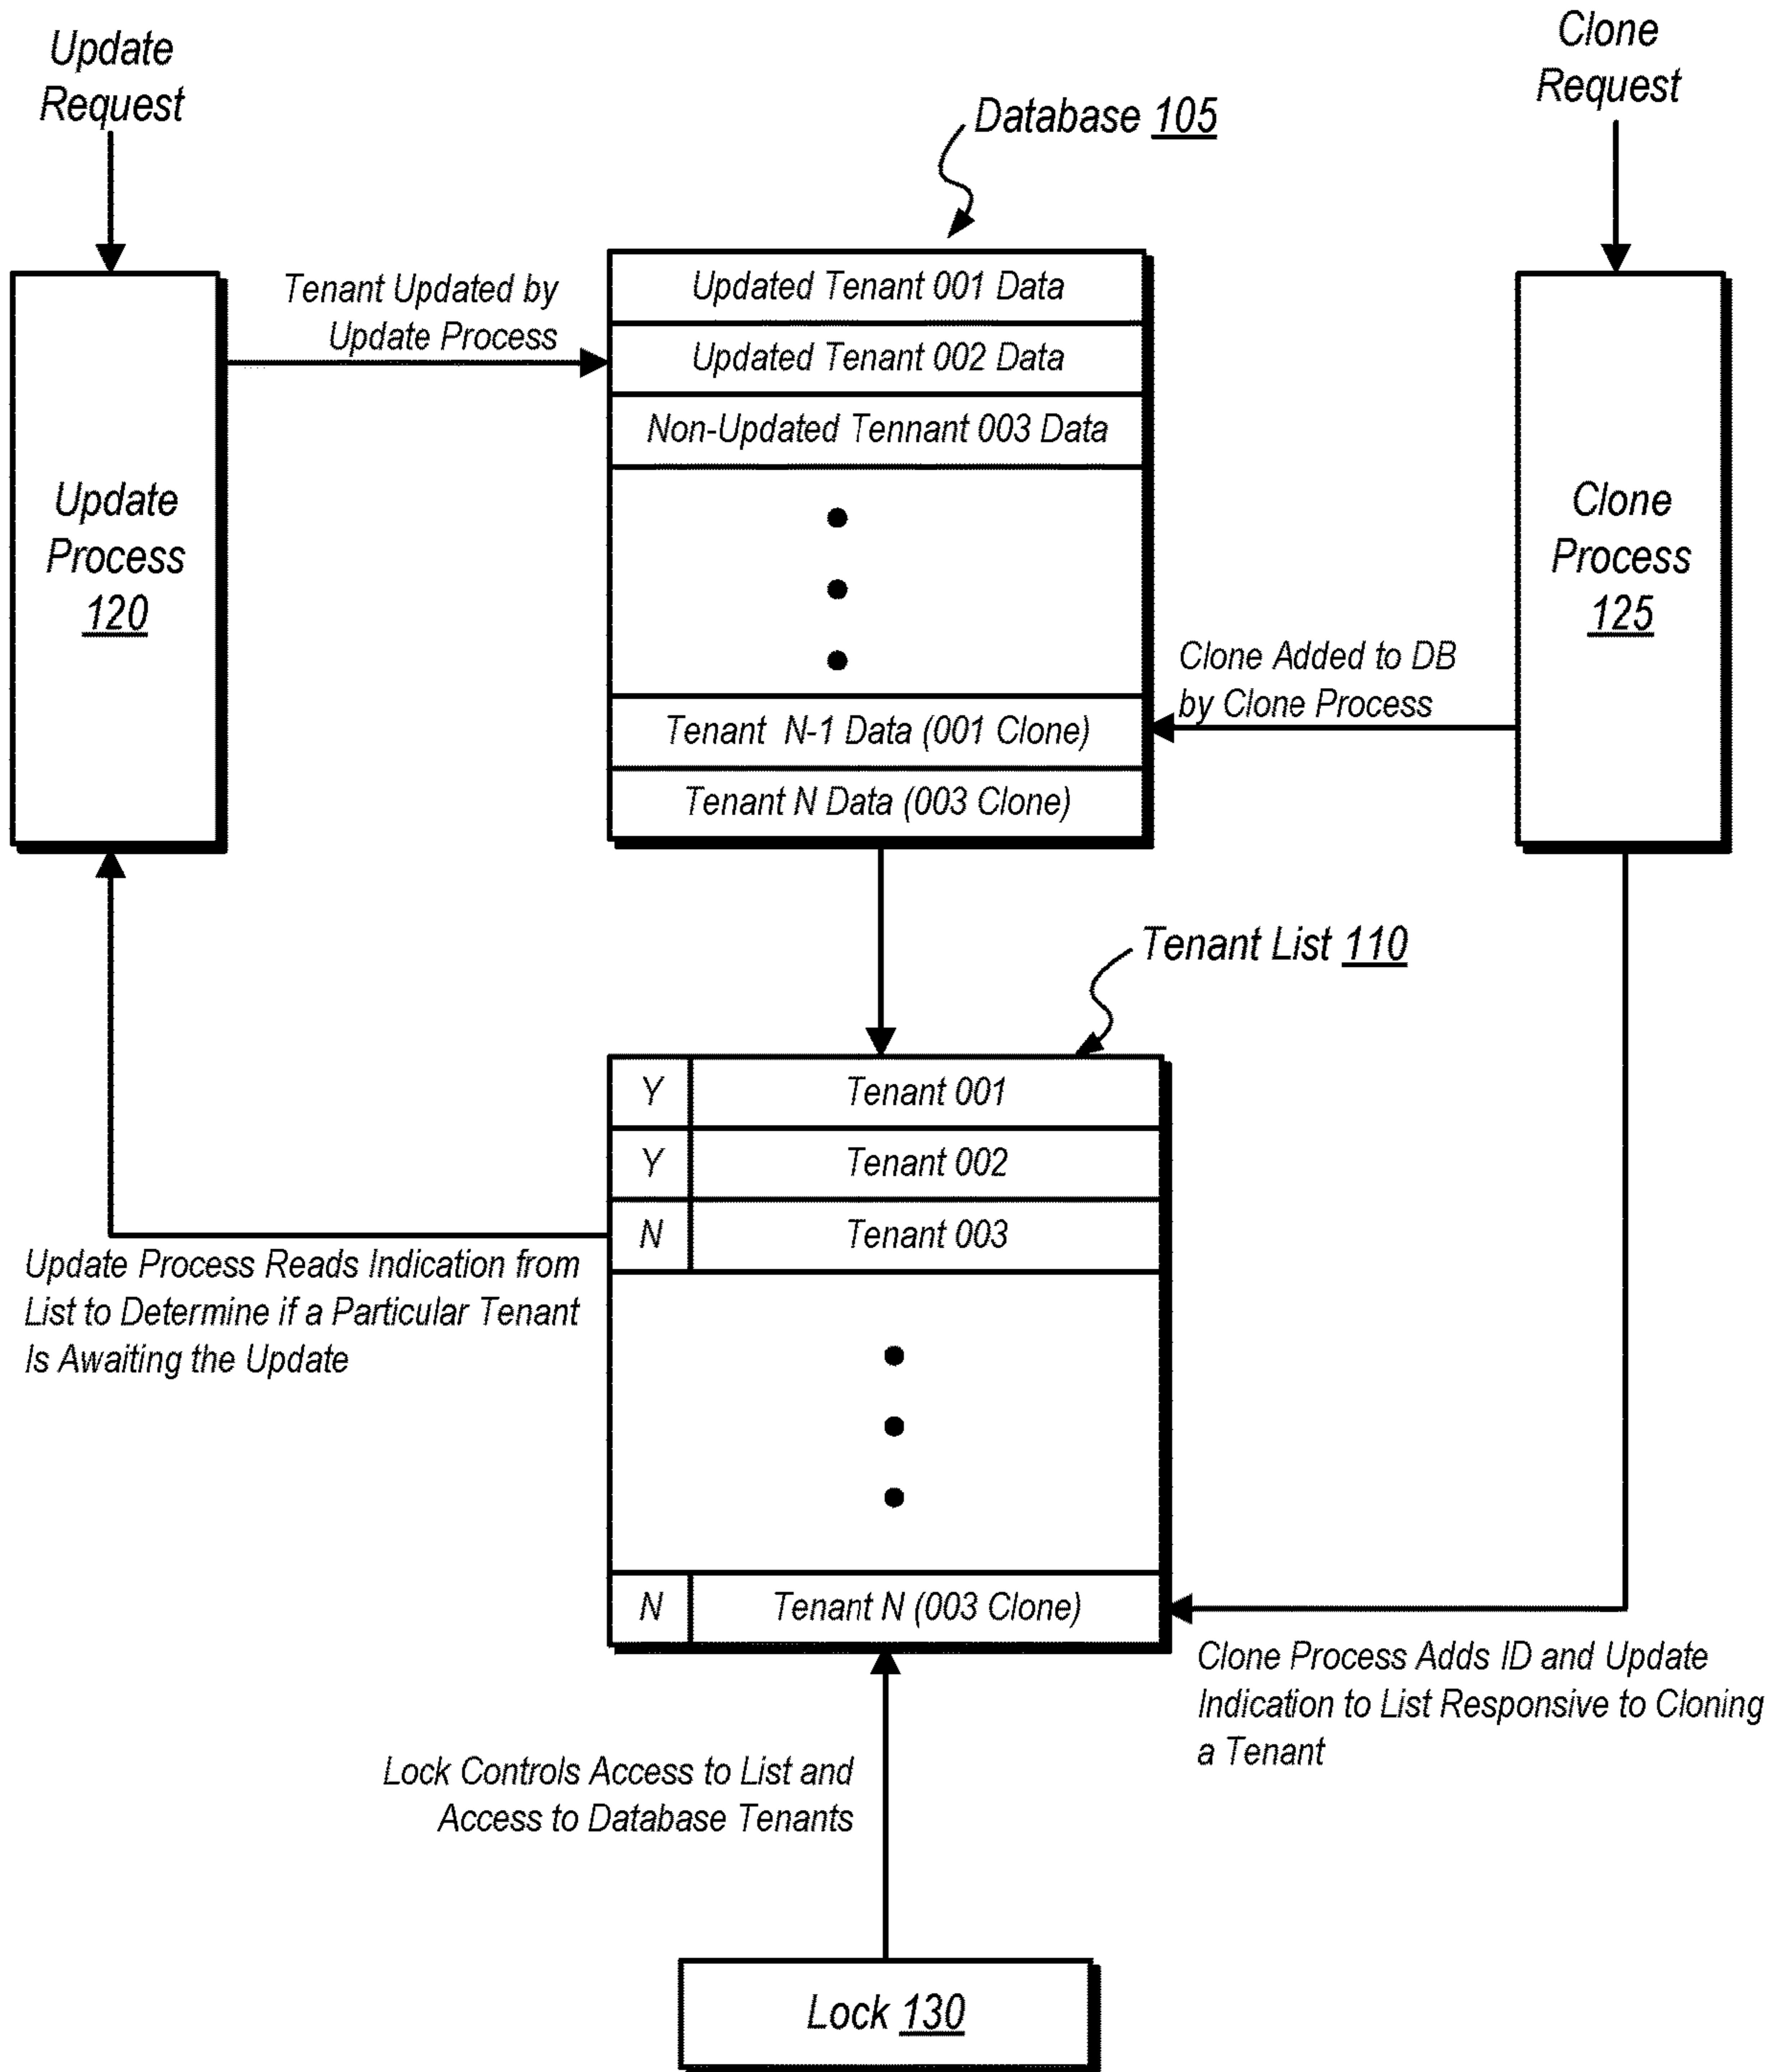 Update
Request
Clone
Request
Database 105
Tenant Updated by
Update Process
Updated Tenant 001 Data
Updated Tenant 002 Data
Non-Updated Tennant 003 Data
Tenant N-1 Data (001 Clone)
Tenant N Data (003 Clone)
Update
Process
120
Clone
Process
125
Clone Added to DB
by Clone Process
Tenant List 110
Y Tenant 001
Y Tenant 002
N Tenant 003
N Tenant N (003 Clone)
Update Process Reads Indication from
List to Determine if a Particular Tenant
Is Awaiting the Update
Clone Process Adds ID and Update
Indication to List Responsive to Cloning
a Tenant
Lock Controls Access to List and
Access to Database Tenants
Lock 130